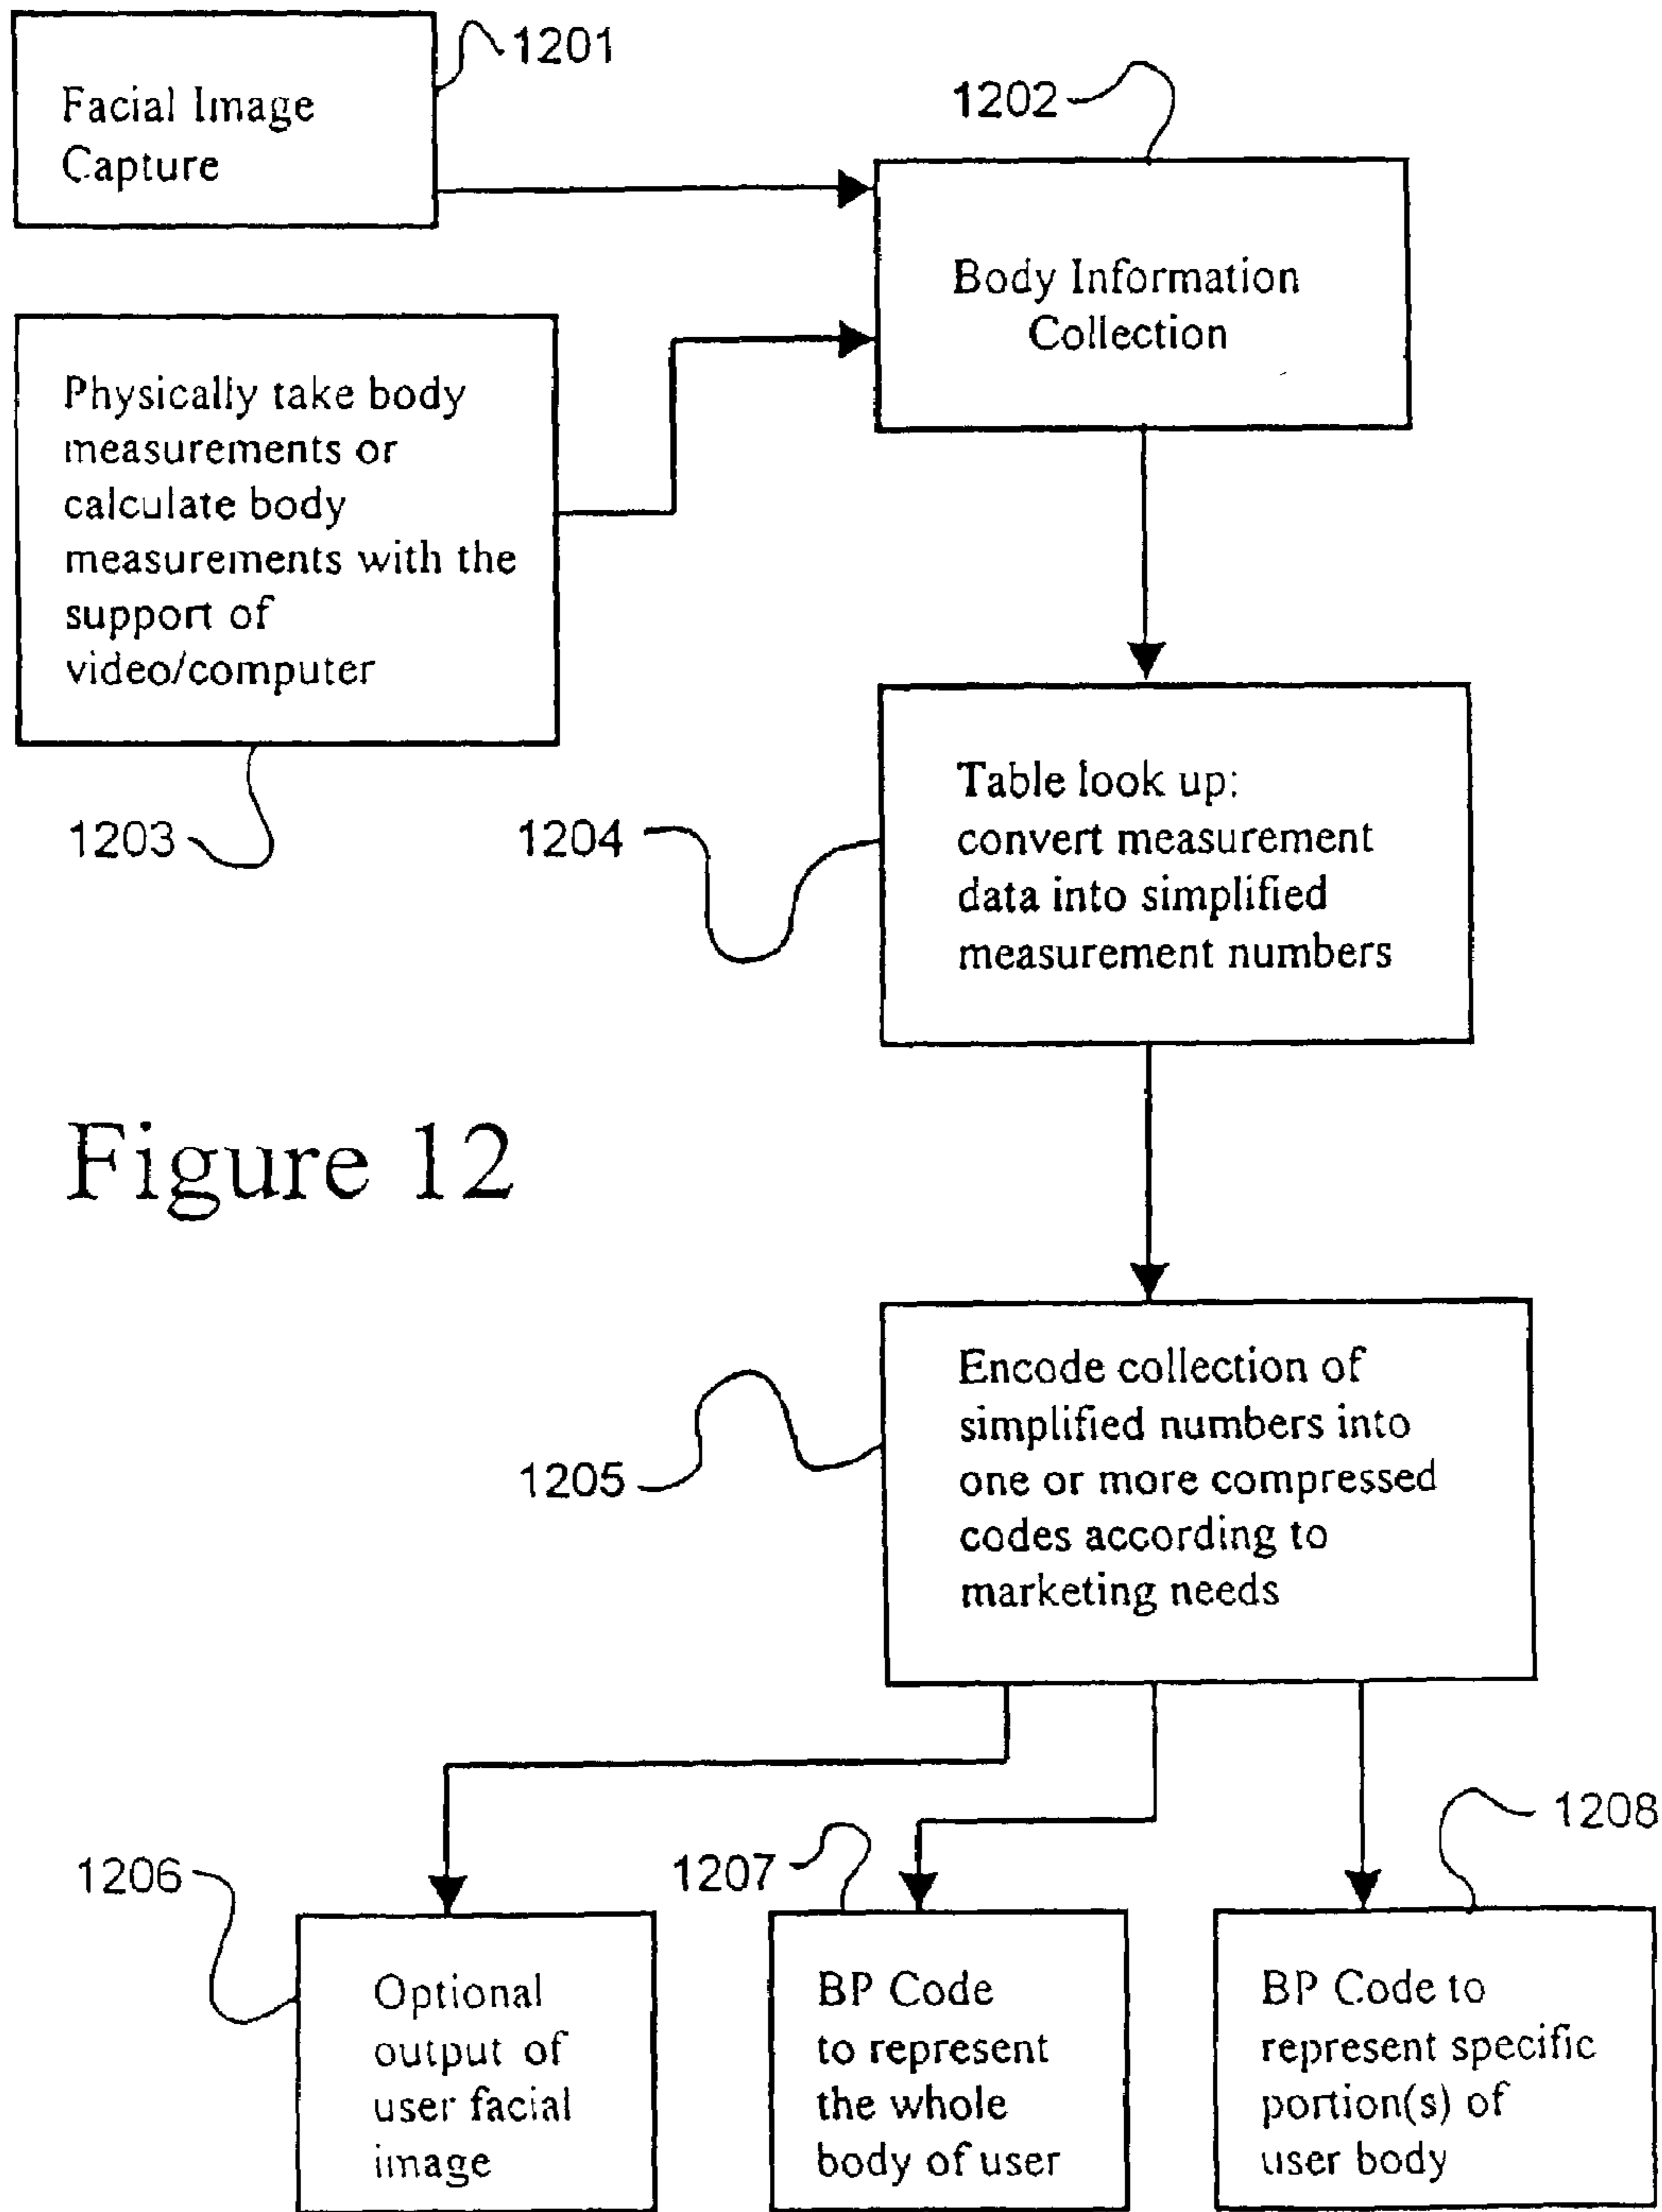 1201
Facial Image
Capture
1202
Body Information
Collection
Physically take body
measurements or
calculate body
measurements with the
support of
video/computer
1203
1204
Table look up:
convert measurement
data into simplified
measurement numbers
Figure 12
Encode collection of
simplified numbers into
one or more compressed
codes according to
marketing needs
1205
1206
1207
1208
Optional
output of
user facial
image
BP Code
to represent
the whole
body of user
BP Code to
represent specific
portion(s) of
user body